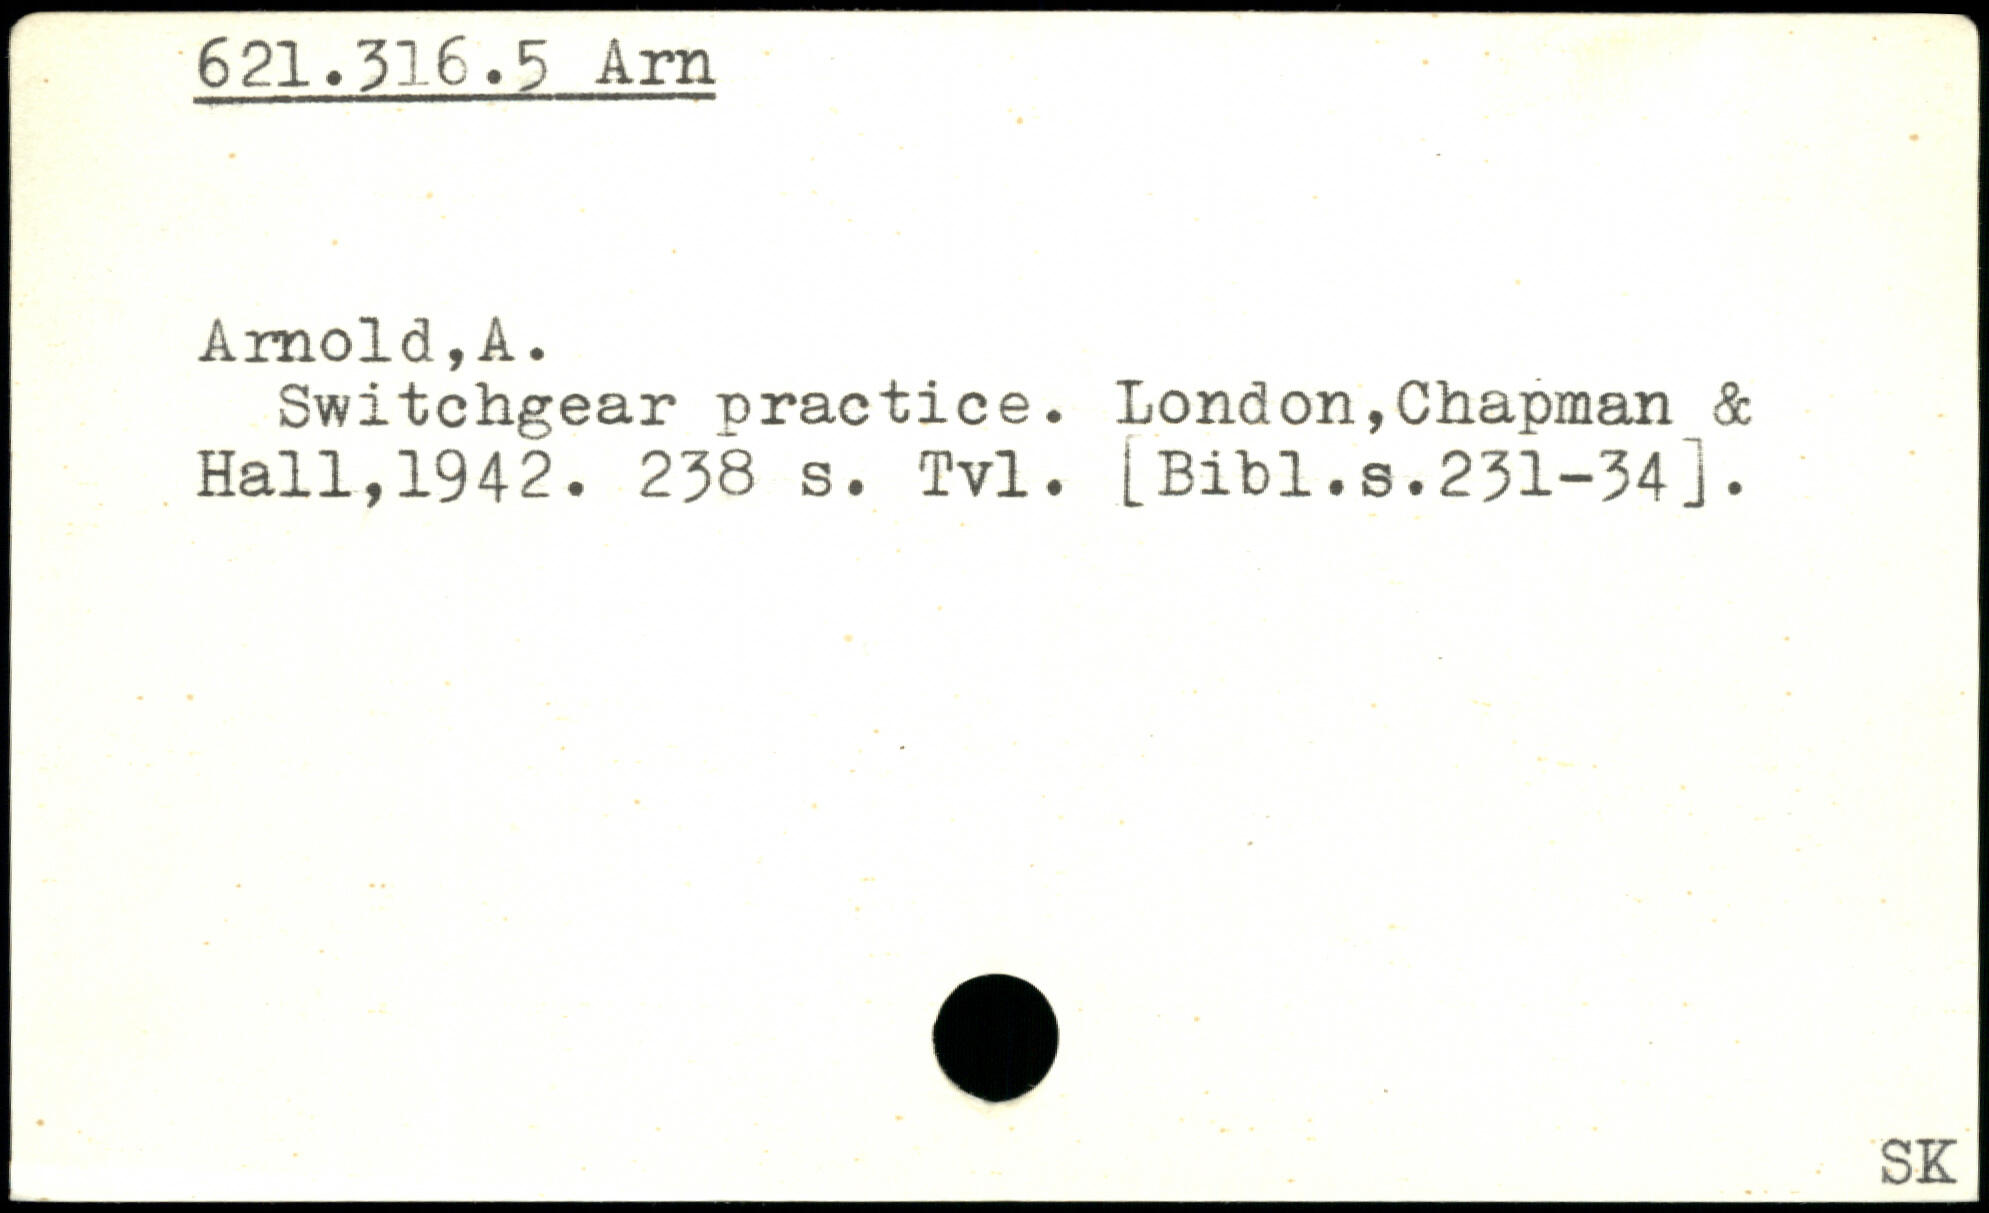 621.316.5 Arn
Arnold,A.
Switchgear practice. London,Chapman &
Hall,1942. 238 s. Tvl. [Bibl.s.231-34].
SK